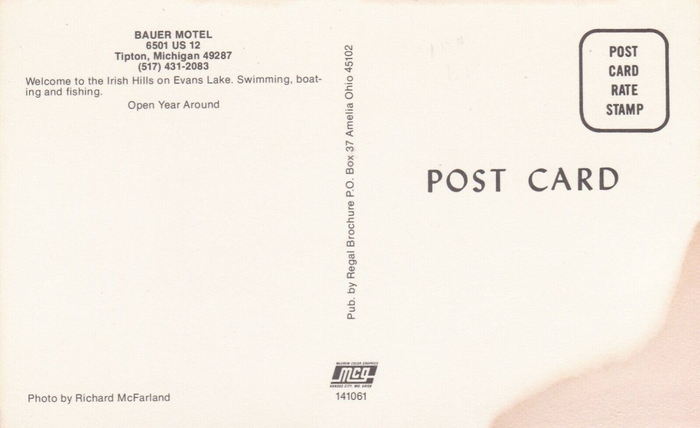 BAUER MOTEL
6501 US 12
Tipton, Michigan 49287
(517) 431-2083
Welcome to the Irish Hills on Evans Lake. Swimming, boat-
ing and fishing.
Open Year Around
Photo by Richard McFarland
Pub. by Regal Brochure P.O. Box 37 Amelia Ohio 45102
mcg
141061
POST
CARD
RATE
STAMP
POST CARD